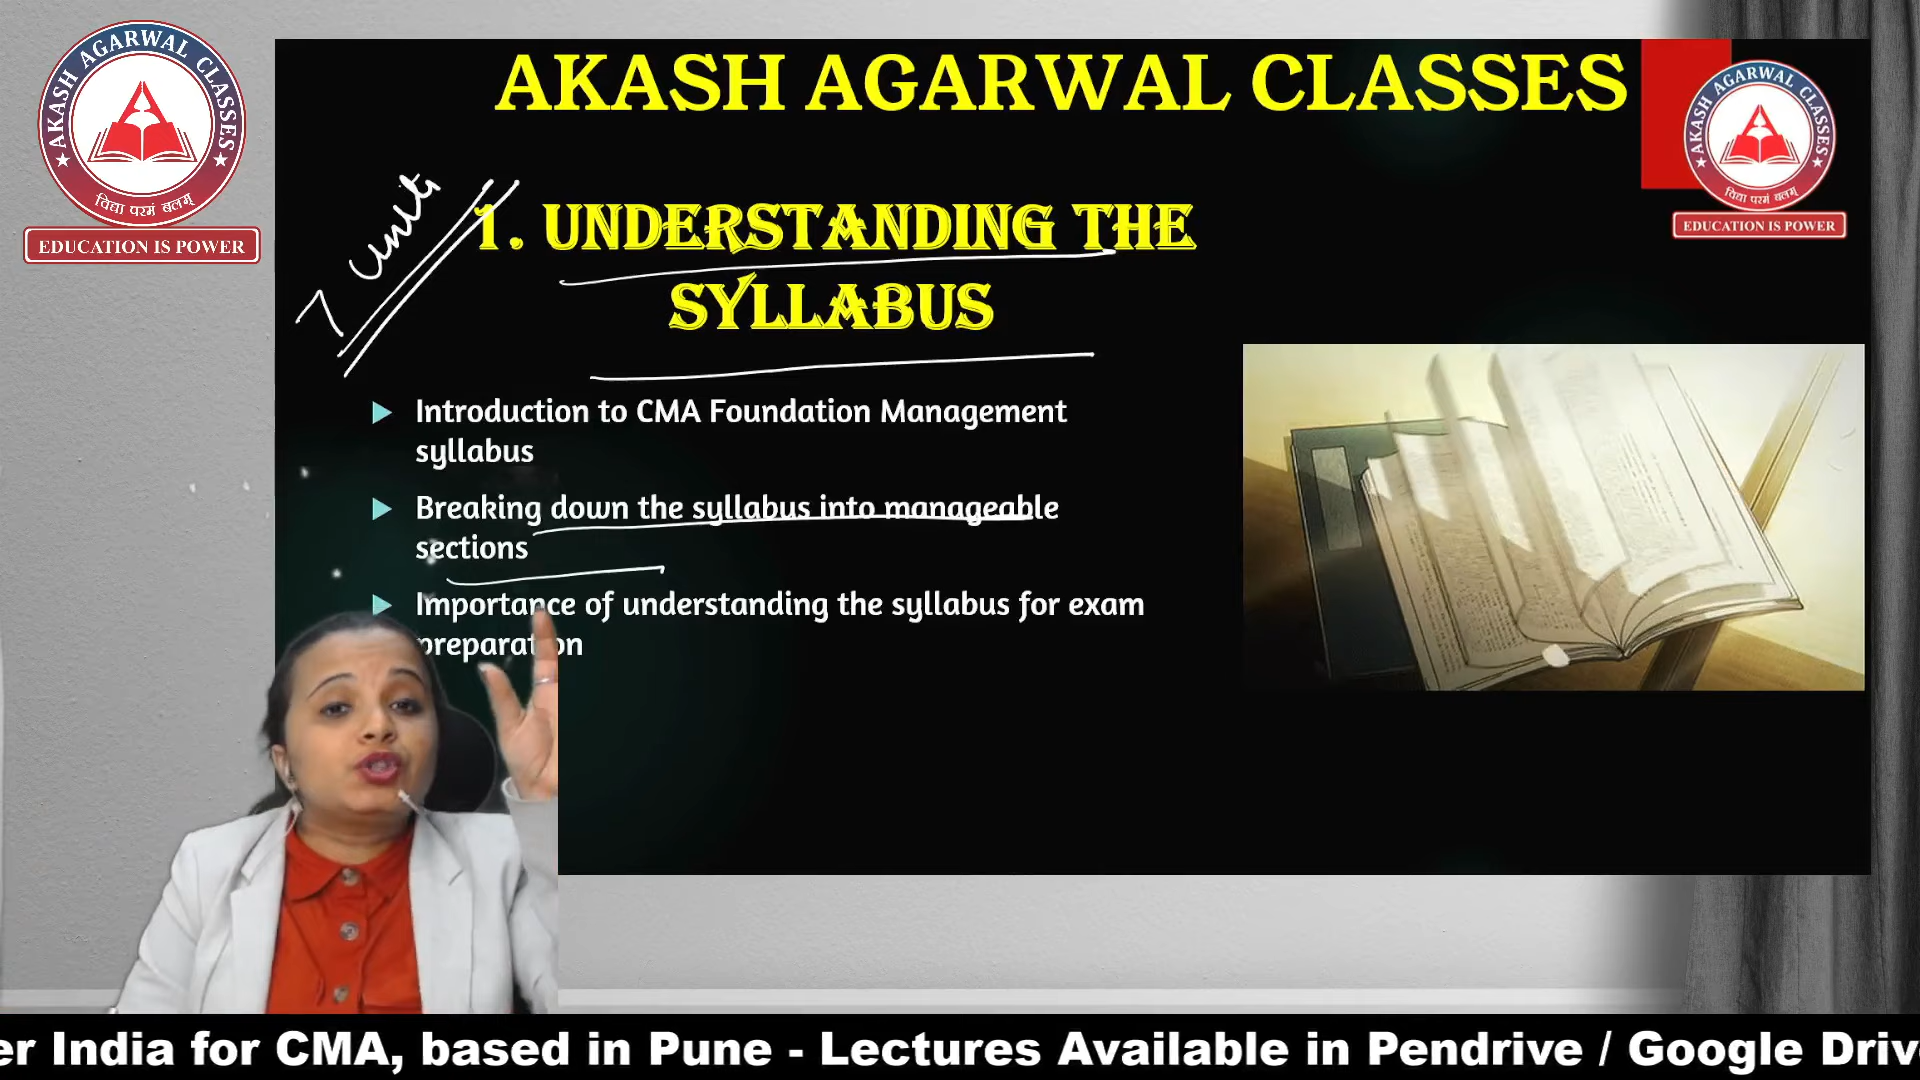 AKASH AGARWAL CLASSES
विद्या परमं बलम्
EDUCATION IS POWER
AKASH AGARWAL CLASSES
AKASH AGARWAL CLASSES
विद्या परमं बलम्
EDUCATION IS POWER
7 units
1. UNDERSTANDING THE
SYLLABUS
Introduction to CMA Foundation Management
syllabus
Breaking down the syllabus into manageable
sections
Importance of understanding the syllabus for exam
preparation
er India for CMA, based in Pune - Lectures Available in Pendrive / Google Driv